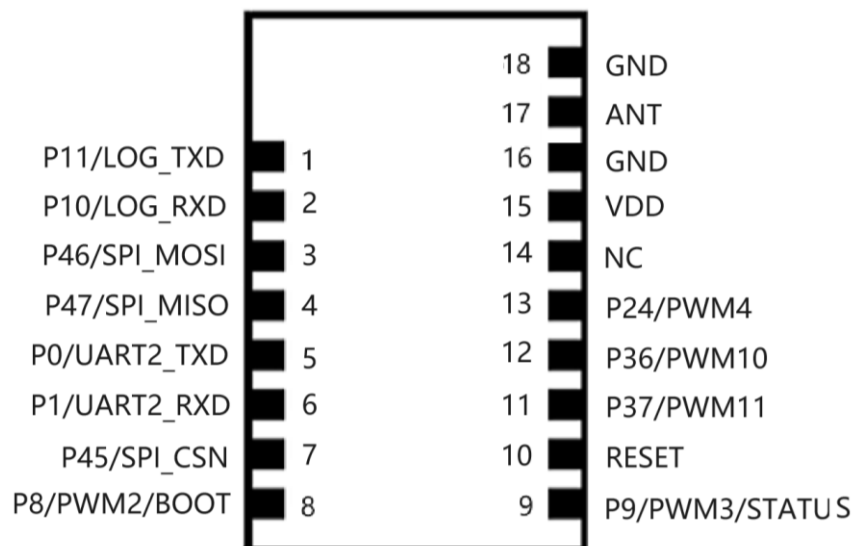 18 GND
17 ANT
P11/LOG_TXD 1 16 GND
P10/LOG_RXD 2 15 VDD
P46/SPI_MOSI 3 14 NC
P47/SPI_MISO 4 13 P24/PWM4
P0/UART2_TXD 5 12 P36/PWM10
P1/UART2_RXD 6 11 P37/PWM11
P45/SPI_CSN 7 10 RESET
P8/PWM2/BOOT 8 9 P9/PWM3/STATUS